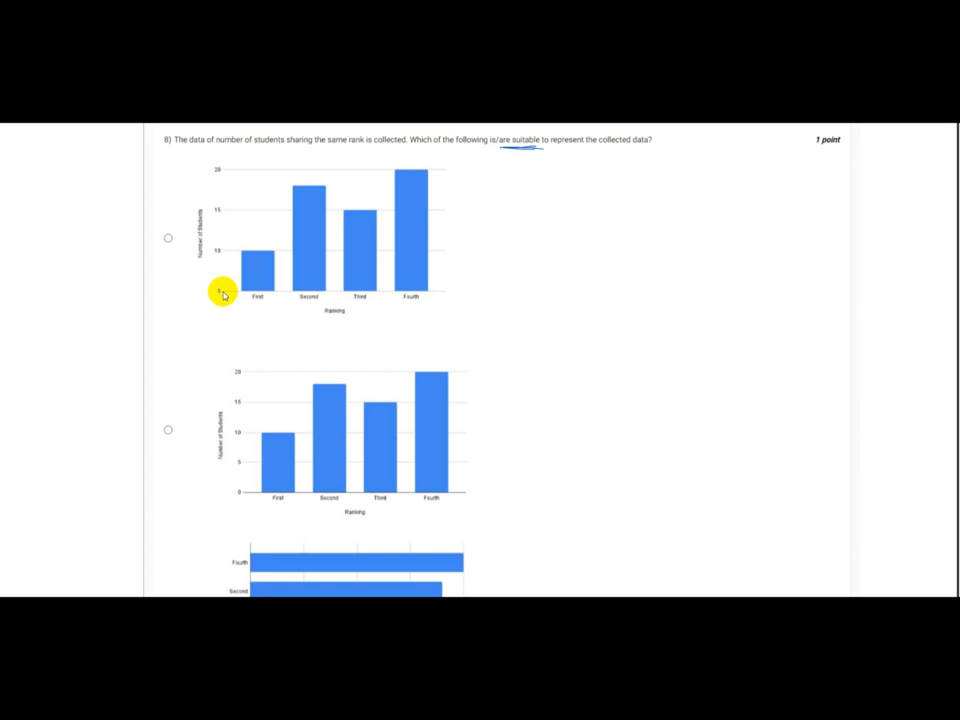 8) The data of number of students sharing the same rank is collected. Which of the following is/are suitable to represent the collected data?
1 point
20
15
10
5
Number of Students
First Second Third Fourth
Ranking
20
15
10
5
0
Number of Students
First Second Third Fourth
Ranking
Fourth
Second